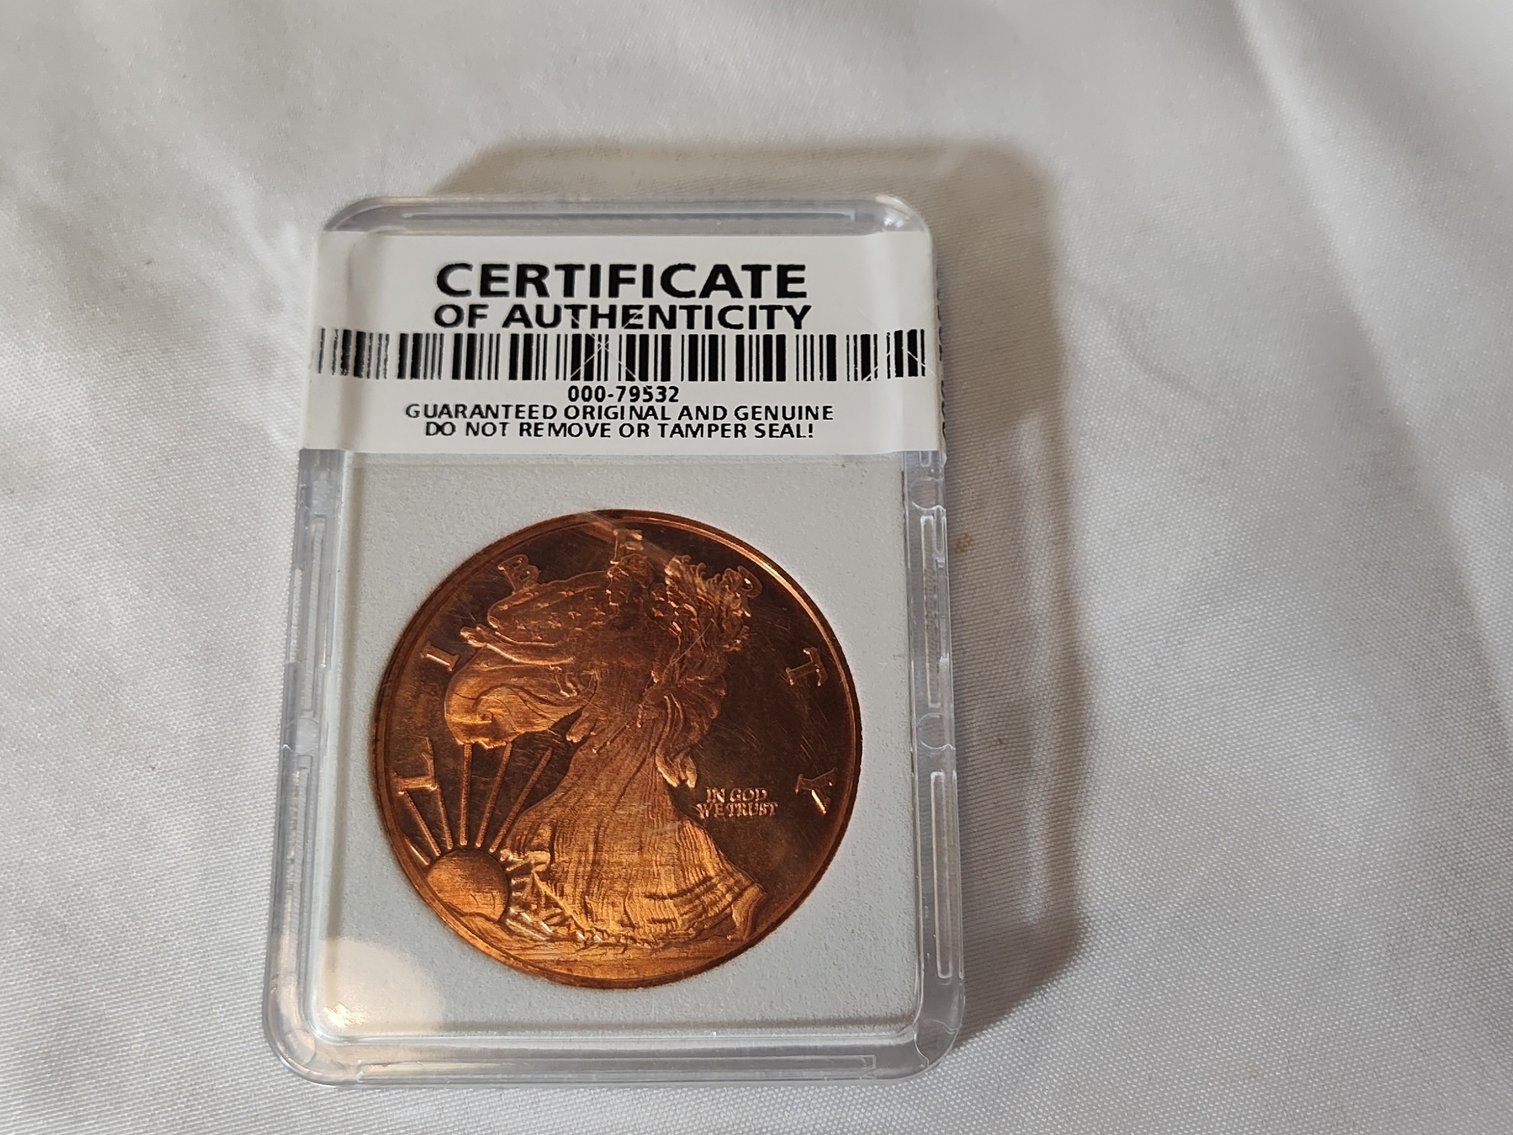 CERTIFICATE
OF AUTHENTICITY
000-79532
GUARANTEED ORIGINAL AND GENUINE
DO NOT REMOVE OR TAMPER SEAL!
LIBERTY
IN GOD
WE TRUST